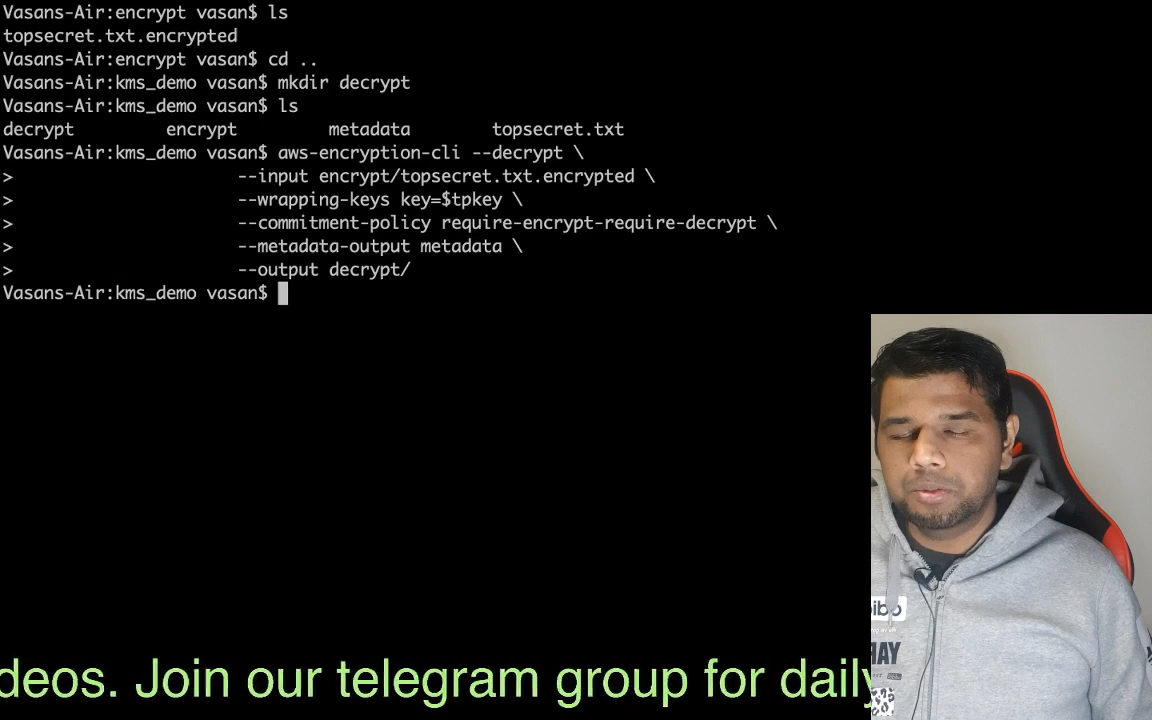 Vasans-Air:encrypt vasan$ ls
topsecret.txt.encrypted
Vasans-Air:encrypt vasan$ cd ..
Vasans-Air:kms_demo vasan$ mkdir decrypt
Vasans-Air:kms_demo vasan$ ls
decrypt encrypt metadata topsecret.txt
Vasans-Air:kms_demo vasan$ aws-encryption-cli --decrypt \
> --input encrypt/topsecret.txt.encrypted \
> --wrapping-keys key=$tpkey \
> --commitment-policy require-encrypt-require-decrypt \
> --metadata-output metadata \
> --output decrypt/
Vasans-Air:kms_demo vasan$
deos. Join our telegram group for daily